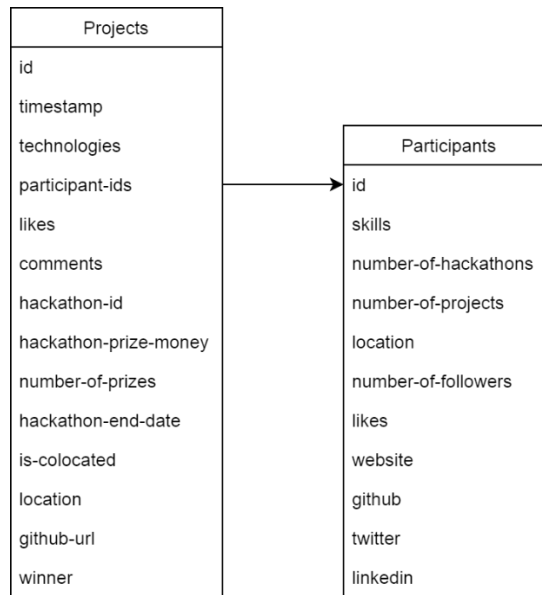 Projects
id
timestamp
technologies
participant-ids
likes
comments
hackathon-id
hackathon-prize-money
number-of-prizes
hackathon-end-date
is-colocated
location
github-url
winner
Participants
id
skills
number-of-hackathons
number-of-projects
location
number-of-followers
likes
website
github
twitter
linkedin